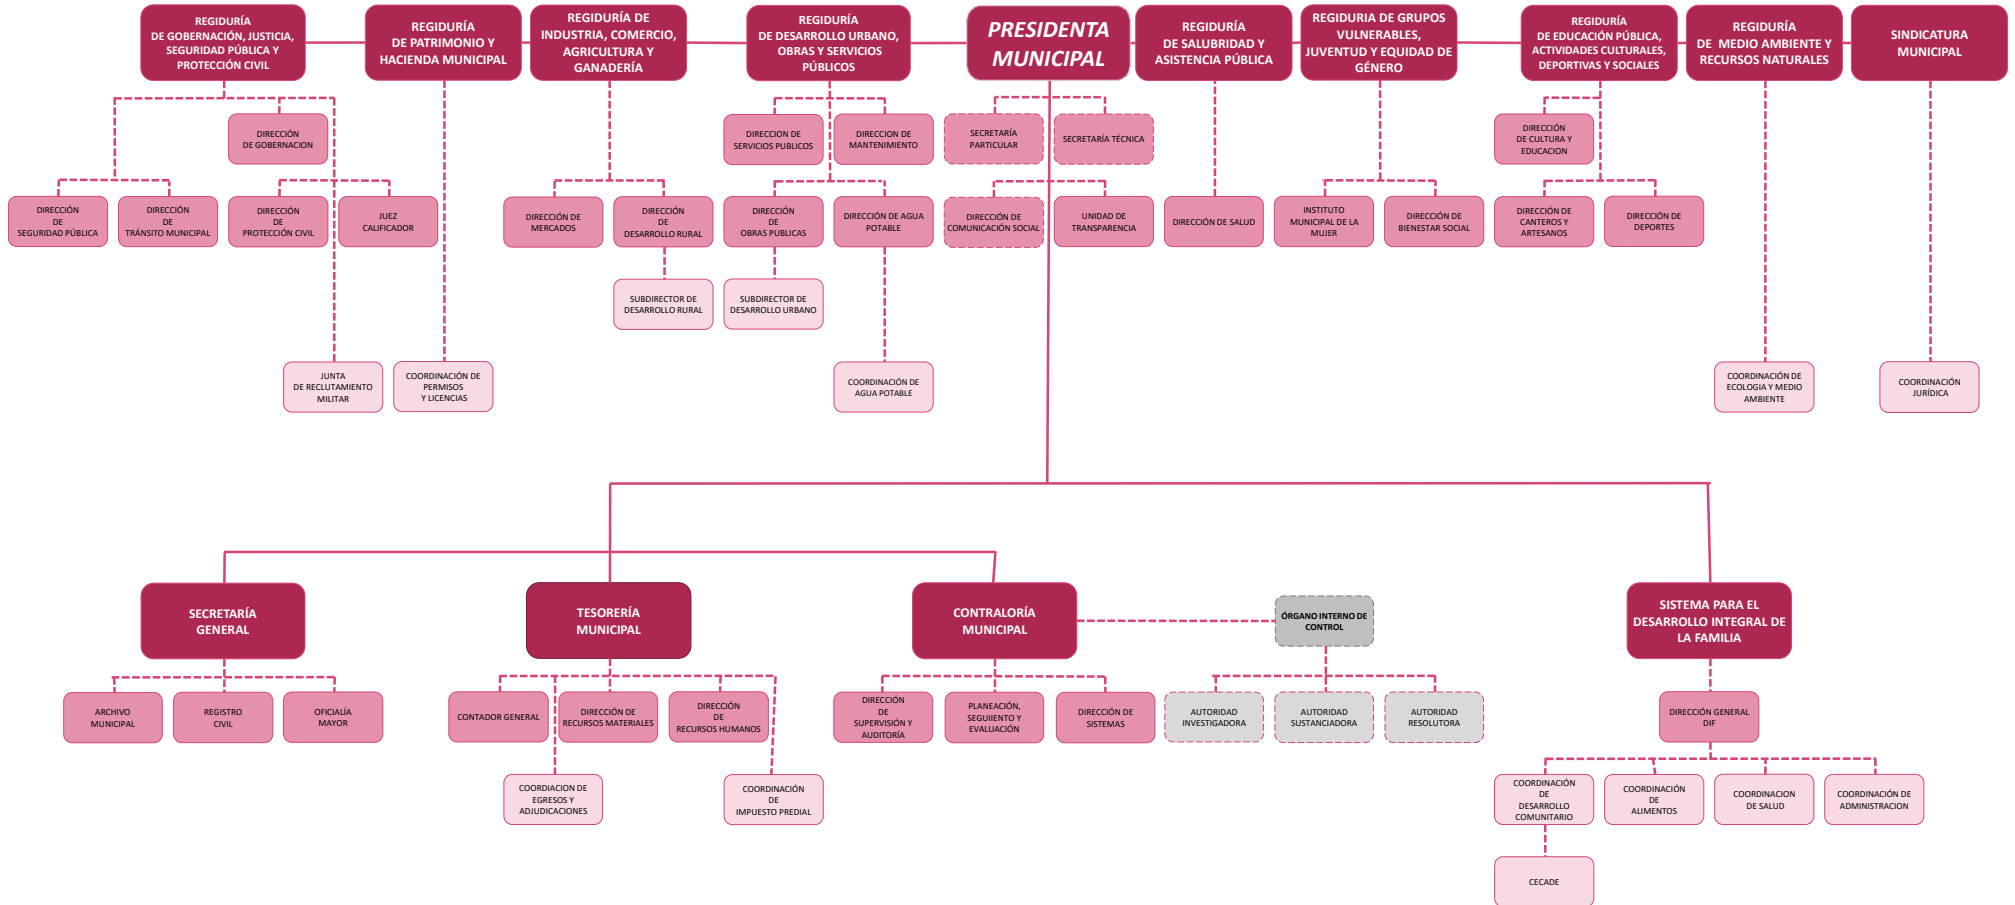 REGIDURÍA
DE GOBERNACIÓN, JUSTICIA,
SEGURIDAD PÚBLICA Y
PROTECCIÓN CIVIL
REGIDURÍA
DE PATRIMONIO Y
HACIENDA MUNICIPAL
REGIDURÍA DE
INDUSTRIA, COMERCIO,
AGRICULTURA Y
GANADERÍA
REGIDURÍA
DE DESARROLLO URBANO,
OBRAS Y SERVICIOS
PÚBLICOS
PRESIDENTA
MUNICIPAL
REGIDURÍA
DE SALUBRIDAD Y
ASISTENCIA PÚBLICA
REGIDURIA DE GRUPOS
VULNERABLES,
JUVENTUD Y EQUIDAD DE
GÉNERO
REGIDURÍA
DE EDUCACIÓN PÚBLICA,
ACTIVIDADES CULTURALES,
DEPORTIVAS Y SOCIALES
REGIDURÍA
DE MEDIO AMBIENTE Y
RECURSOS NATURALES
SINDICATURA
MUNICIPAL
DIRECCIÓN
DE GOBERNACION
DIRECCION DE
SERVICIOS PUBLICOS
DIRECCION DE
MANTENIMIENTO
SECRETARÍA
PARTICULAR
SECRETARÍA TÉCNICA
DIRECCIÓN
DE CULTURA Y
EDUCACION
DIRECCIÓN
DE
SEGURIDAD PÚBLICA
DIRECCIÓN
DE
TRÁNSITO MUNICIPAL
DIRECCIÓN
DE
PROTECCIÓN CIVIL
JUEZ
CALIFICADOR
DIRECCIÓN DE
MERCADOS
DIRECCIÓN
DE
DESARROLLO RURAL
DIRECCIÓN
DE
OBRAS PUBLICAS
DIRECCIÓN DE AGUA
POTABLE
DIRECCIÓN DE
COMUNICACIÓN SOCIAL
UNIDAD DE
TRANSPARENCIA
DIRECCIÓN DE SALUD
INSTITUTO
MUNICIPAL DE LA
MUJER
DIRECCIÓN DE
BIENESTAR SOCIAL
DIRECCIÓN DE
CANTEROS Y
ARTESANOS
DIRECCIÓN DE
DEPORTES
SUBDIRECTOR DE
DESARROLLO RURAL
SUBDIRECTOR DE
DESARROLLO URBANO
JUNTA
DE RECLUTAMIENTO
MILITAR
COORDINACIÓN DE
PERMISOS
Y LICENCIAS
COORDINACIÓN DE
AGUA POTABLE
COORDINACIÓN DE
ECOLOGIA Y MEDIO
AMBIENTE
COORDINACIÓN
JURÍDICA
SECRETARÍA
GENERAL
TESORERÍA
MUNICIPAL
CONTRALORÍA
MUNICIPAL
ÓRGANO INTERNO DE
CONTROL
SISTEMA PARA EL
DESARROLLO INTEGRAL DE
LA FAMILIA
ARCHIVO
MUNICIPAL
REGISTRO
CIVIL
OFICIALÍA
MAYOR
CONTADOR GENERAL
DIRECCIÓN DE
RECURSOS MATERIALES
DIRECCIÓN
DE
RECURSOS HUMANOS
DIRECCIÓN
DE
SUPERVISIÓN Y
AUDITORÍA
PLANEACIÓN,
SEGUIIENTO Y
EVALUACIÓN
DIRECCIÓN DE
SISTEMAS
AUTORIDAD
INVESTIGADORA
AUTORIDAD
SUSTANCIADORA
AUTORIDAD
RESOLUTORA
DIRECCIÓN GENERAL
DIF
COORDIACION DE
EGRESOS Y
ADJUDICACIONES
COORDINACIÓN
DE
IMPUESTO PREDIAL
COORDINACIÓN
DE
DESARROLLO
COMUNITARIO
COORDINACIÓN
DE
ALIMENTOS
COORDINACION
DE SALUD
COORDINACIÓN DE
ADMINISTRACION
CECADE